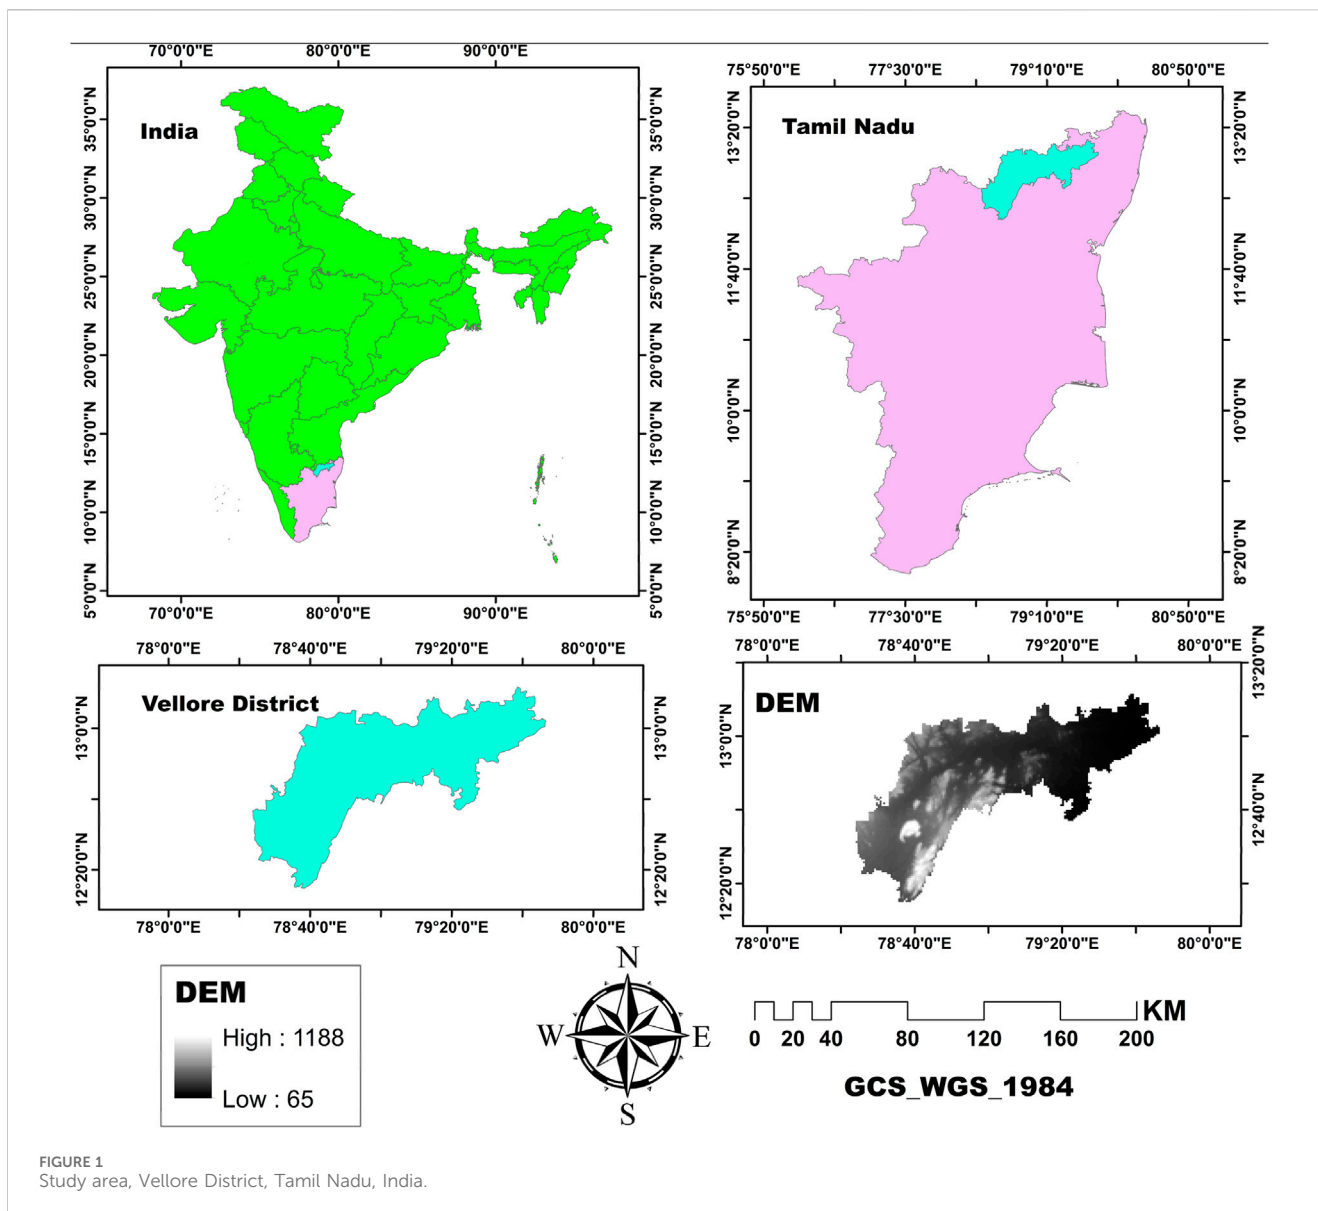 70°0'0"E 80°0'0"E 90°0'0"E
India
35°0'0"N
30°0'0"N
25°0'0"N
20°0'0"N
15°0'0"N
10°0'0"N
5°0'0"N
35°0'0"N
30°0'0"N
25°0'0"N
20°0'0"N
15°0'0"N
10°0'0"N
5°0'0"N
70°0'0"E 80°0'0"E 90°0'0"E
75°50'0"E 77°30'0"E 79°10'0"E 80°50'0"E
Tamil Nadu
13°20'0"N
11°40'0"N
10°0'0"N
8°20'0"N
13°20'0"N
11°40'0"N
10°0'0"N
8°20'0"N
75°50'0"E 77°30'0"E 79°10'0"E 80°50'0"E
78°0'0"E 78°40'0"E 79°20'0"E 80°0'0"E
Vellore District
13°0'0"N
12°20'0"N
13°0'0"N
12°20'0"N
78°0'0"E 78°40'0"E 79°20'0"E 80°0'0"E
78°0'0"E 78°40'0"E 79°20'0"E 80°0'0"E
DEM
13°0'0"N
12°20'0"N
13°20'0"N
12°40'0"N
78°0'0"E 78°40'0"E 79°20'0"E 80°0'0"E
DEM
High : 1188
Low : 65
N
W E
S
KM
0 20 40 80 120 160 200
GCS_WGS_1984
FIGURE 1
Study area, Vellore District, Tamil Nadu, India.